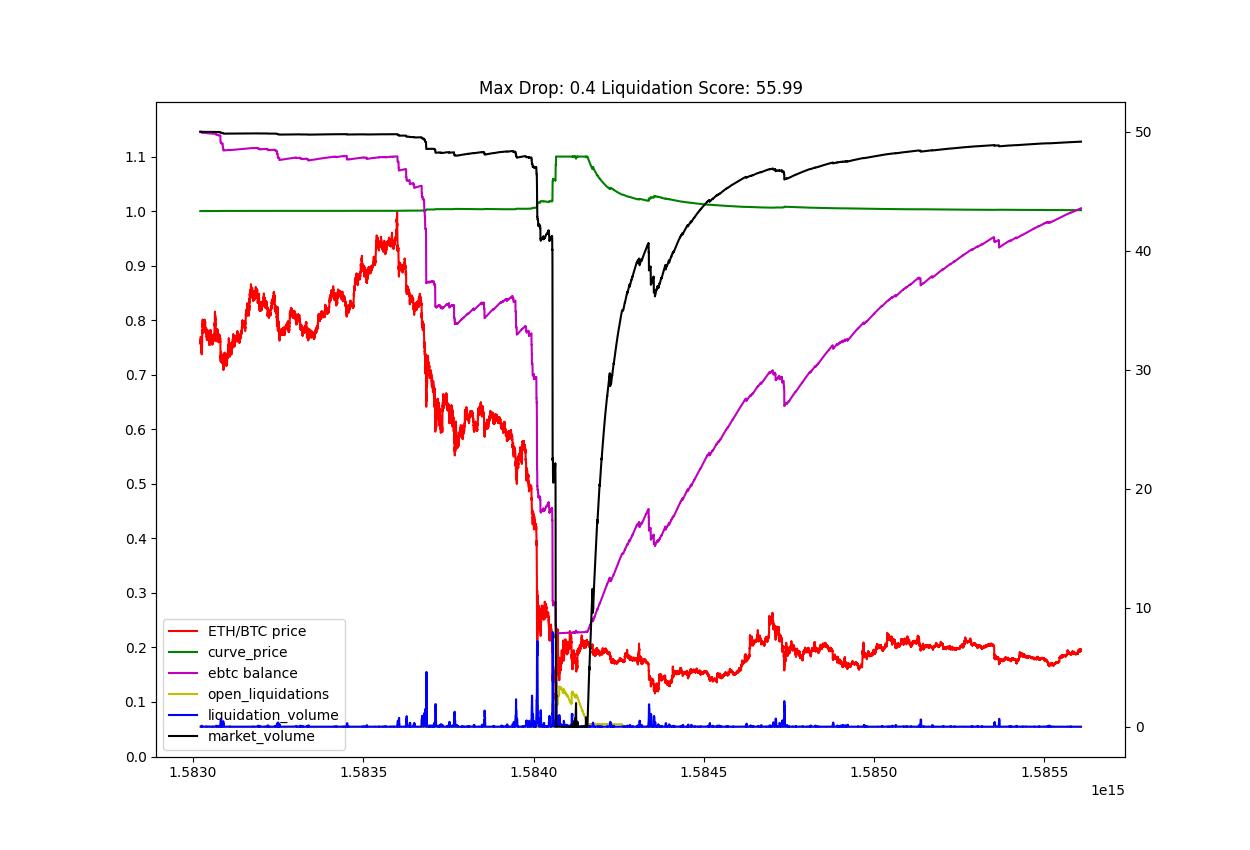 Max Drop: 0.4 Liquidation Score: 55.99
1.1
1.0
0.9
0.8
0.7
0.6
0.5
0.4
0.3
0.2
0.1
0.0
50
40
30
20
10
0
ETH/BTC price
curve_price
ebtc balance
open_liquidations
liquidation_volume
market_volume
1.5830 1.5835 1.5840 1.5845 1.5850 1.5855
1e15